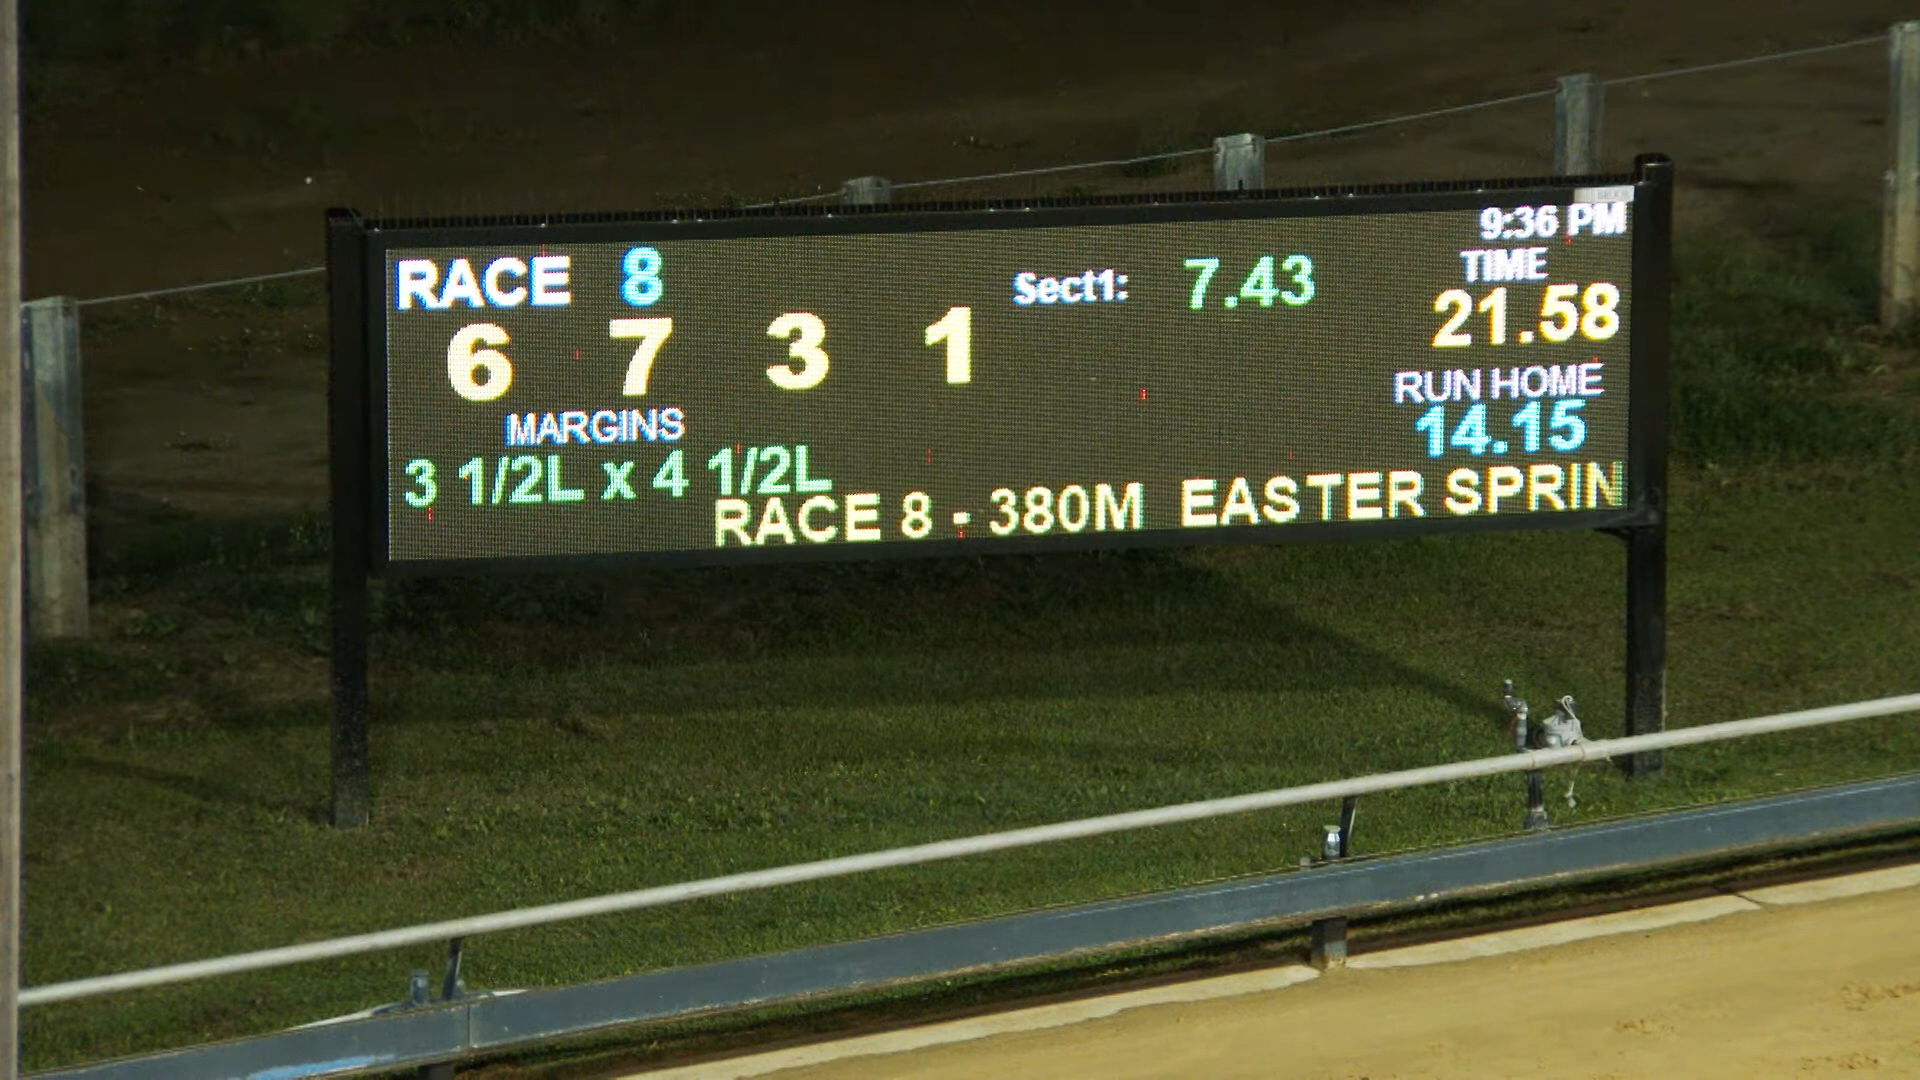 9:36 PM
RACE 8 Sect1: 7.43 TIME
21.58
6 7 3 1
RUN HOME
14.15
MARGINS
3 1/2L x 4 1/2L
RACE 8 - 380M EASTER SPRIN